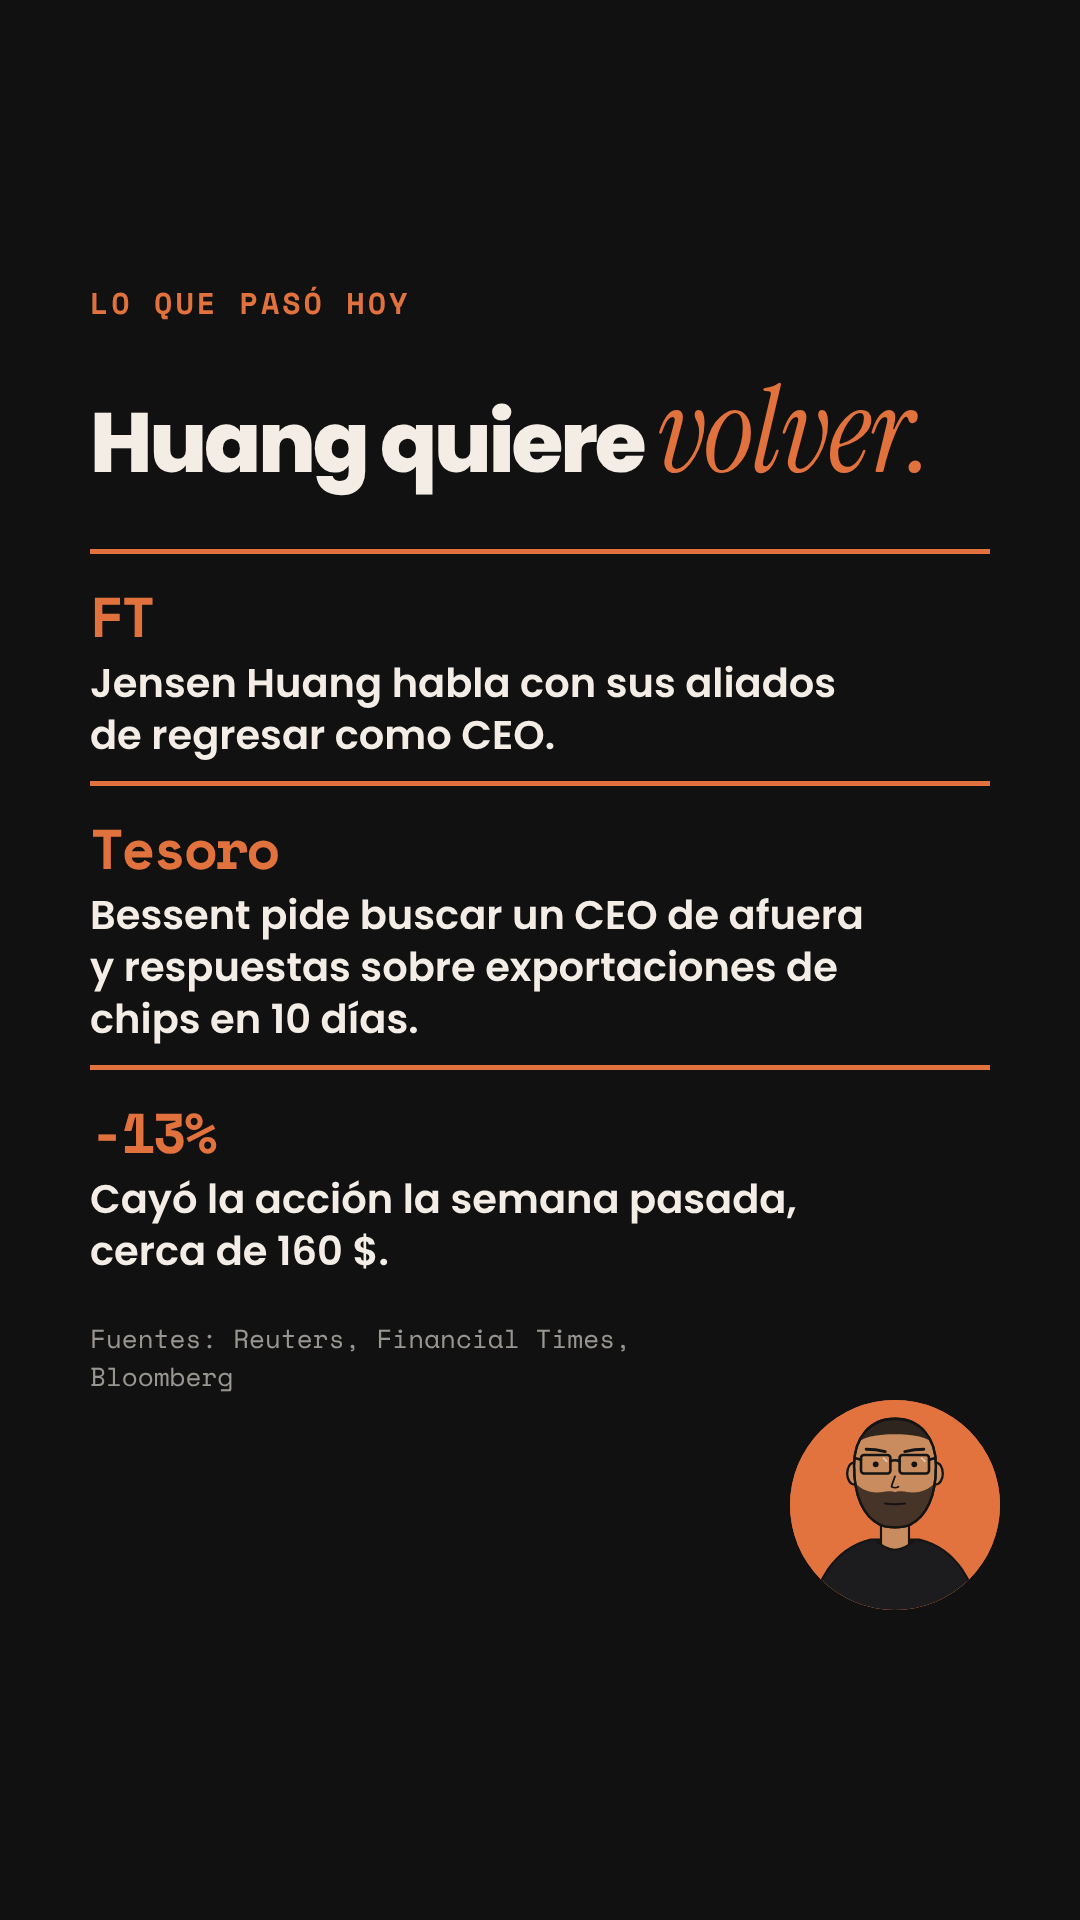 LO QUE PASÓ HOY
Huang quiere volver.
FT
Jensen Huang habla con sus aliados
de regresar como CEO.
Tesoro
Bessent pide buscar un CEO de afuera
y respuestas sobre exportaciones de
chips en 10 días.
-13%
Cayó la acción la semana pasada,
cerca de 160 $.
Fuentes: Reuters, Financial Times,
Bloomberg